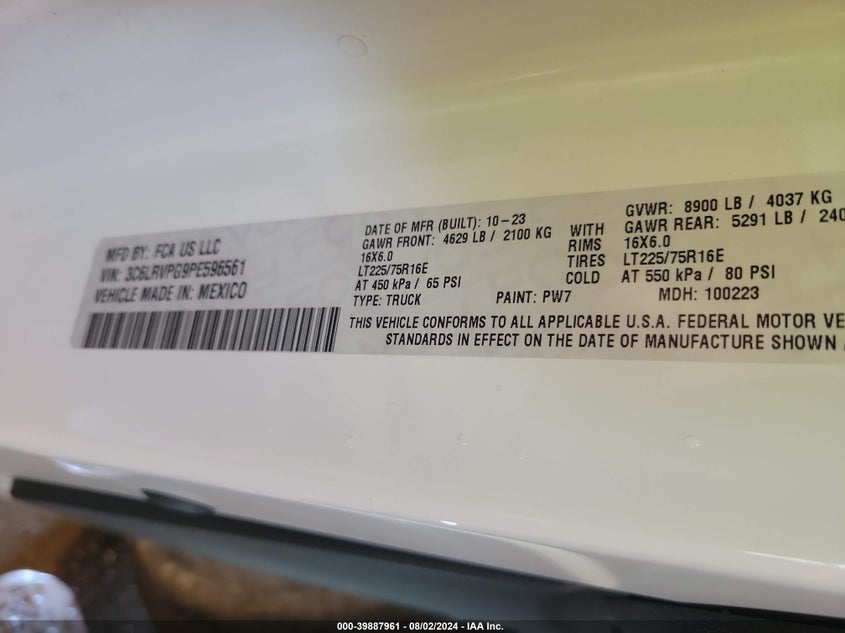 MFD BY: FCA US LLC
VIN: 3C6LRVPG9PE596561
VEHICLE MADE IN: MEXICO
DATE OF MFR (BUILT): 10-23
GAWR FRONT: 4629 LB / 2100 KG
16X6.0
LT225/75R16E
AT 450 kPa / 65 PSI
TYPE: TRUCK
PAINT: PW7
WITH
RIMS
TIRES
COLD
GVWR: 8900 LB / 4037 KG
GAWR REAR: 5291 LB / 240
16X6.0
LT225/75R16E
AT 550 kPa / 80 PSI
MDH: 100223
THIS VEHICLE CONFORMS TO ALL APPLICABLE U.S.A. FEDERAL MOTOR VE
STANDARDS IN EFFECT ON THE DATE OF MANUFACTURE SHOWN
000-39887961 - 08/02/2024 - IAA Inc.